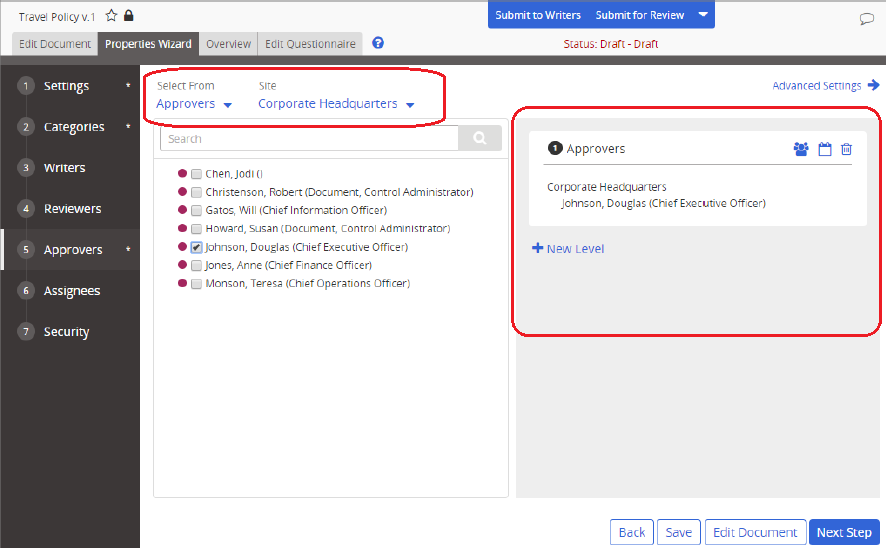 Travel Policy v.1
Submit to Writers Submit for Review
Edit Document Properties Wizard Overview Edit Questionnaire ?
Status: Draft - Draft
1 Settings *
2 Categories *
3 Writers
4 Reviewers
5 Approvers *
6 Assignees
7 Security
Select From Site
Approvers Corporate Headquarters
Advanced Settings
Search
Chen, Jodi ()
Christenson, Robert (Document, Control Administrator)
Gatos, Will (Chief Information Officer)
Howard, Susan (Document, Control Administrator)
Johnson, Douglas (Chief Executive Officer)
Jones, Anne (Chief Finance Officer)
Monson, Teresa (Chief Operations Officer)
1 Approvers
Corporate Headquarters
Johnson, Douglas (Chief Executive Officer)
+ New Level
Back Save Edit Document Next Step